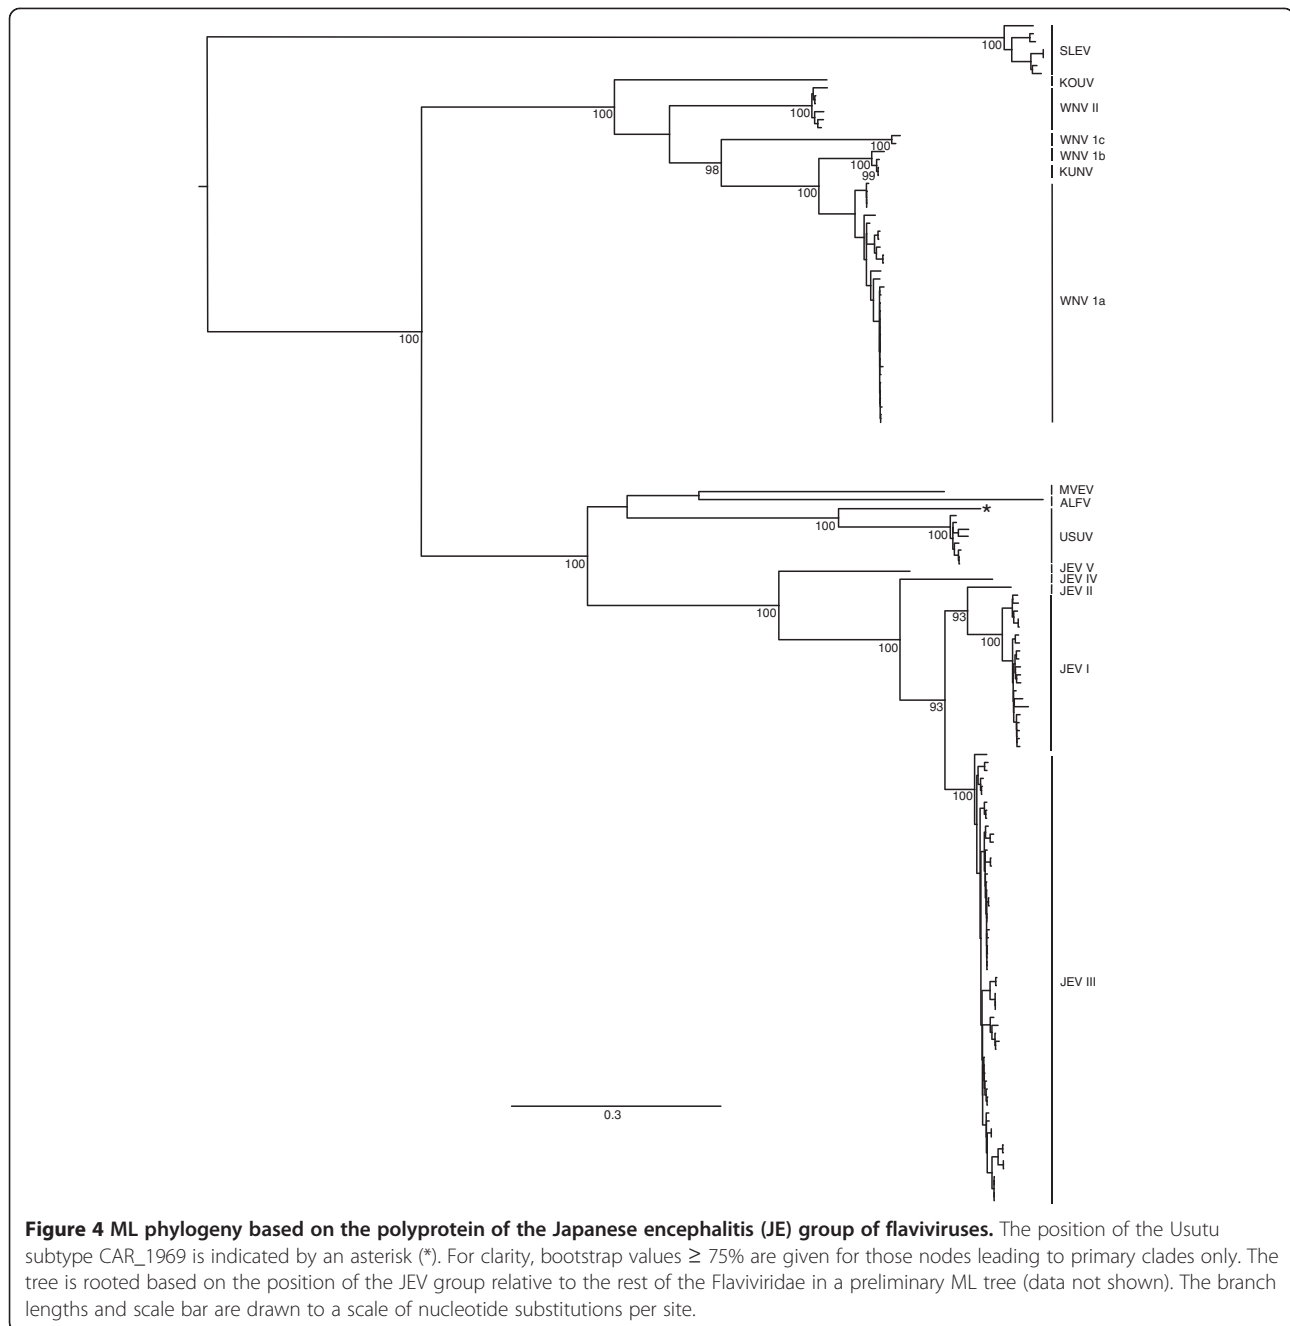 100
SLEV
KOUV
100
100
WNV II
100
WNV 1c
98
100
WNV 1b
99
KUNV
100
WNV 1a
100
MVEV
ALFV
*
100
100
USUV
100
JEV V
JEV IV
JEV II
100
93
100
100
JEV I
93
100
JEV III
0.3
Figure 4 ML phylogeny based on the polyprotein of the Japanese encephalitis (JE) group of flaviviruses. The position of the Usutu
subtype CAR_1969 is indicated by an asterisk (*). For clarity, bootstrap values ≥ 75% are given for those nodes leading to primary clades only. The
tree is rooted based on the position of the JEV group relative to the rest of the Flaviviridae in a preliminary ML tree (data not shown). The branch
lengths and scale bar are drawn to a scale of nucleotide substitutions per site.